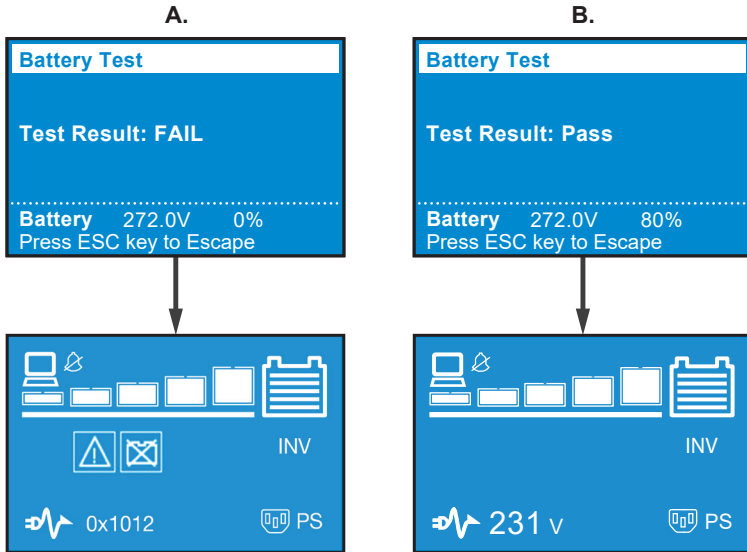 A.
Battery Test
Test Result: FAIL
Battery 272.0V 0%
Press ESC key to Escape
INV
0x1012
PS
B.
Battery Test
Test Result: Pass
Battery 272.0V 80%
Press ESC key to Escape
INV
231 V
PS